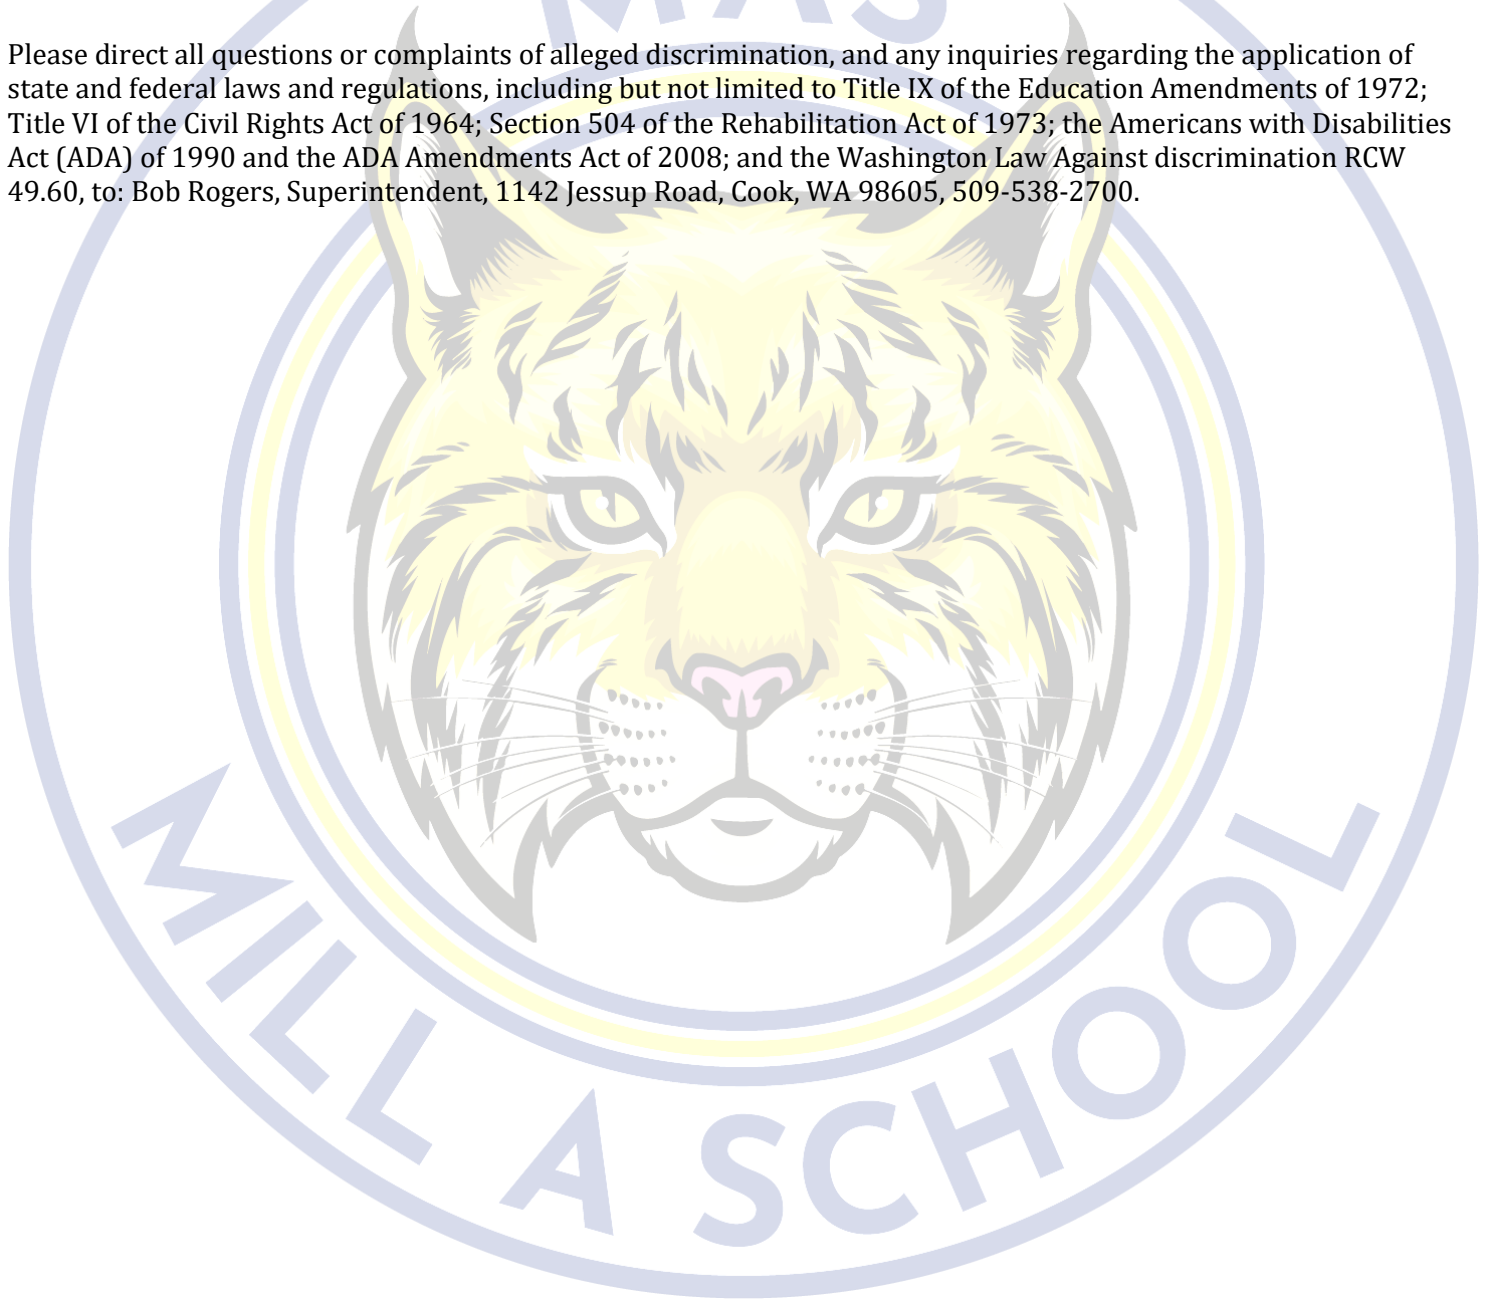 MAS
Please direct all questions or complaints of alleged discrimination, and any inquiries regarding the application of
state and federal laws and regulations, including but not limited to Title IX of the Education Amendments of 1972;
Title VI of the Civil Rights Act of 1964; Section 504 of the Rehabilitation Act of 1973; the Americans with Disabilities
Act (ADA) of 1990 and the ADA Amendments Act of 2008; and the Washington Law Against discrimination RCW
49.60, to: Bob Rogers, Superintendent, 1142 Jessup Road, Cook, WA 98605, 509-538-2700.
MILL A SCHOOL